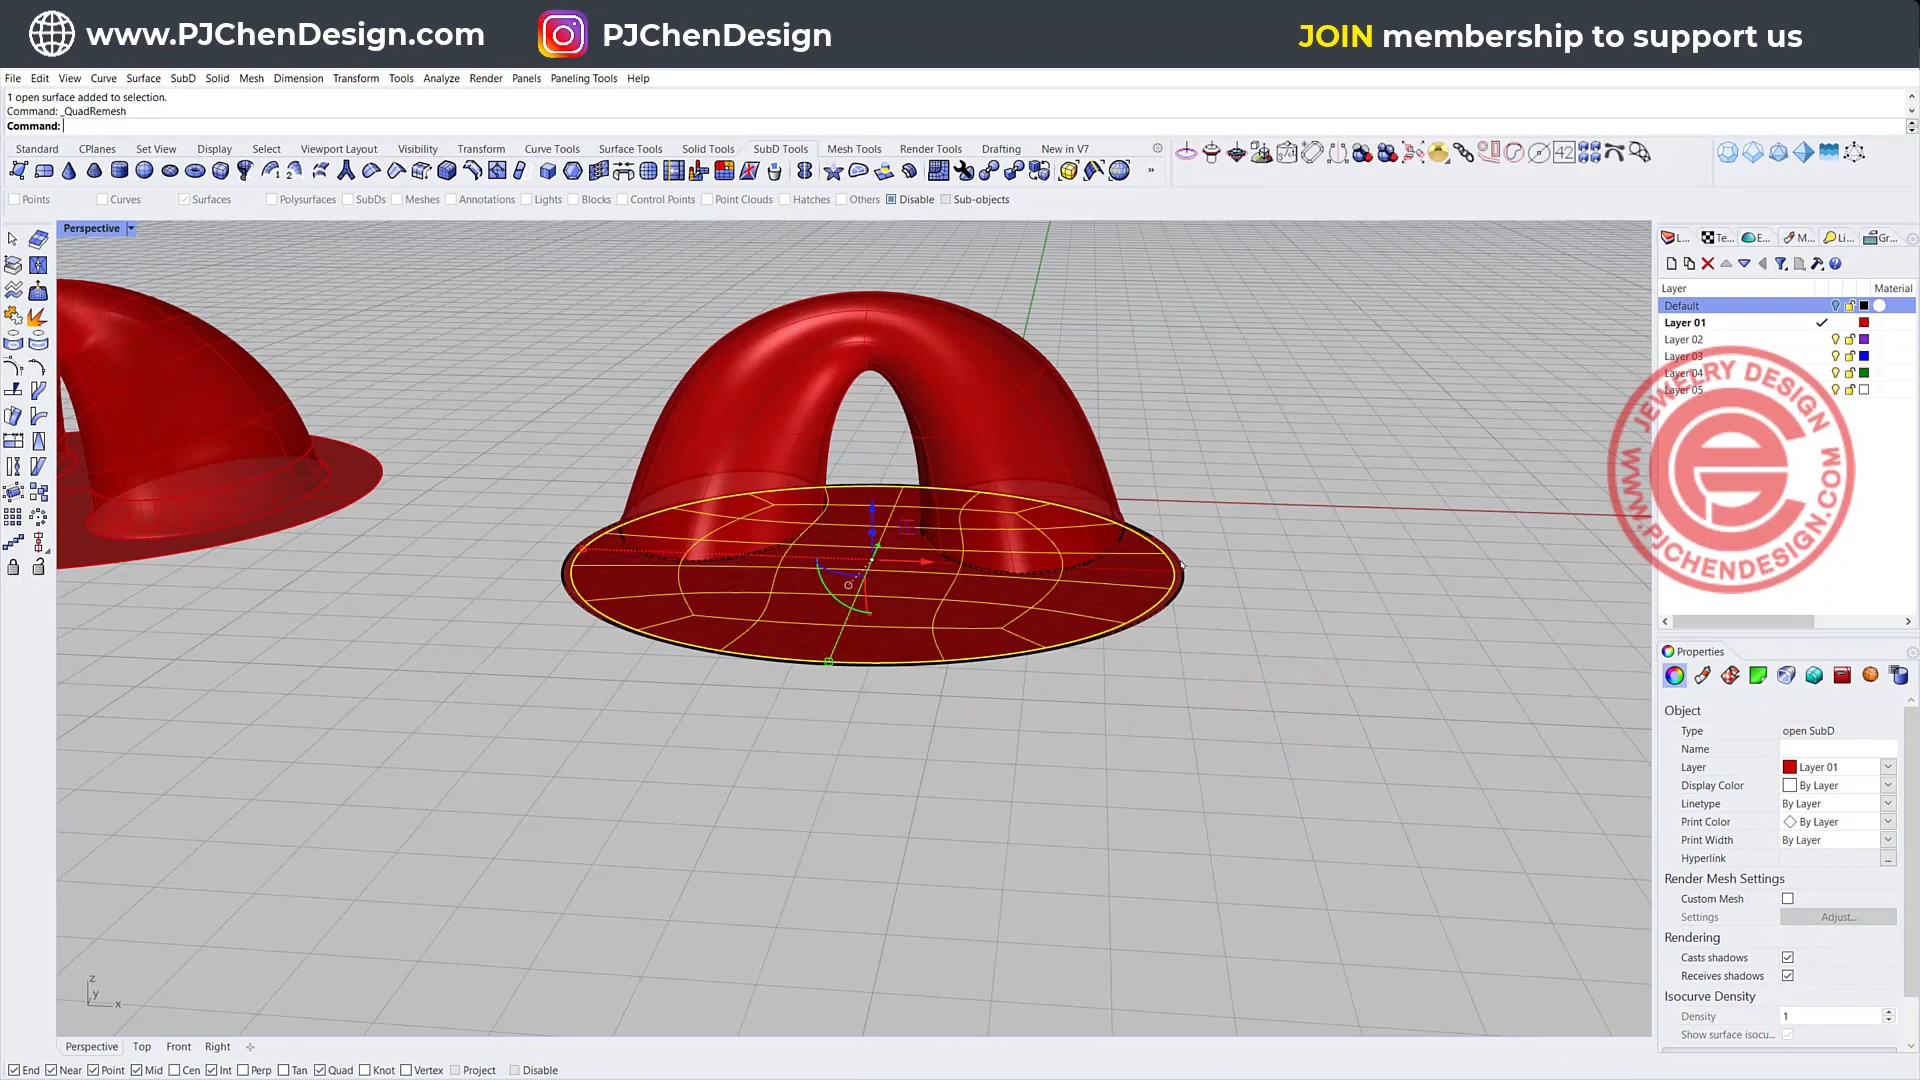 www.PJChenDesign.com PJChenDesign JOIN membership to support us
File Edit View Curve Surface SubD Solid Mesh Dimension Transform Tools Analyze Render Panels Paneling Tools Help
1 open surface added to selection.
Command: _QuadRemesh
Command:
Standard CPlanes Set View Display Select Viewport Layout Visibility Transform Curve Tools Surface Tools Solid Tools SubD Tools Mesh Tools Render Tools Drafting New in V7
Points Curves Surfaces Polysurfaces SubDs Meshes Annotations Lights Blocks Control Points Point Clouds Hatches Others Disable Sub-objects
Perspective
L... Te... E... M... Li... Gr...
Layer Material
Default
Layer 01
Layer 02
Layer 03
Layer 04
Layer 05
JEWELRY DESIGN
WWW.PJCHENDESIGN.COM
Properties
Object
Type open SubD
Name
Layer Layer 01
Display Color By Layer
Linetype By Layer
Print Color By Layer
Print Width By Layer
Hyperlink ...
Render Mesh Settings
Custom Mesh
Settings Adjust...
Rendering
Casts shadows
Receives shadows
Isocurve Density
Density 1
Show surface isocu...
z
y
x
Perspective Top Front Right
End Near Point Mid Cen Int Perp Tan Quad Knot Vertex Project Disable